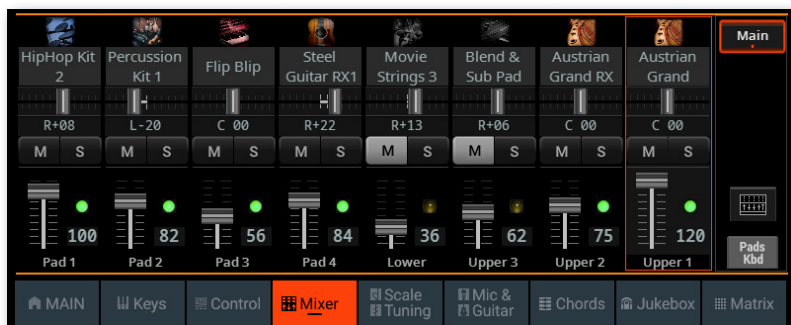 HipHop Kit 2
Percussion Kit 1
Flip Blip
Steel Guitar RX1
Movie Strings 3
Blend & Sub Pad
Austrian Grand RX
Austrian Grand
Main
R+08 L-20 C 00 R+22 R+13 R+06 C 00 C 00
M S M S M S M S M S M S M S M S
100 82 56 84 36 62 75 120
Pad 1 Pad 2 Pad 3 Pad 4 Lower Upper 3 Upper 2 Upper 1
Pads
Kbd
MAIN Keys Control Mixer Scale Tuning Mic & Guitar Chords Jukebox Matrix